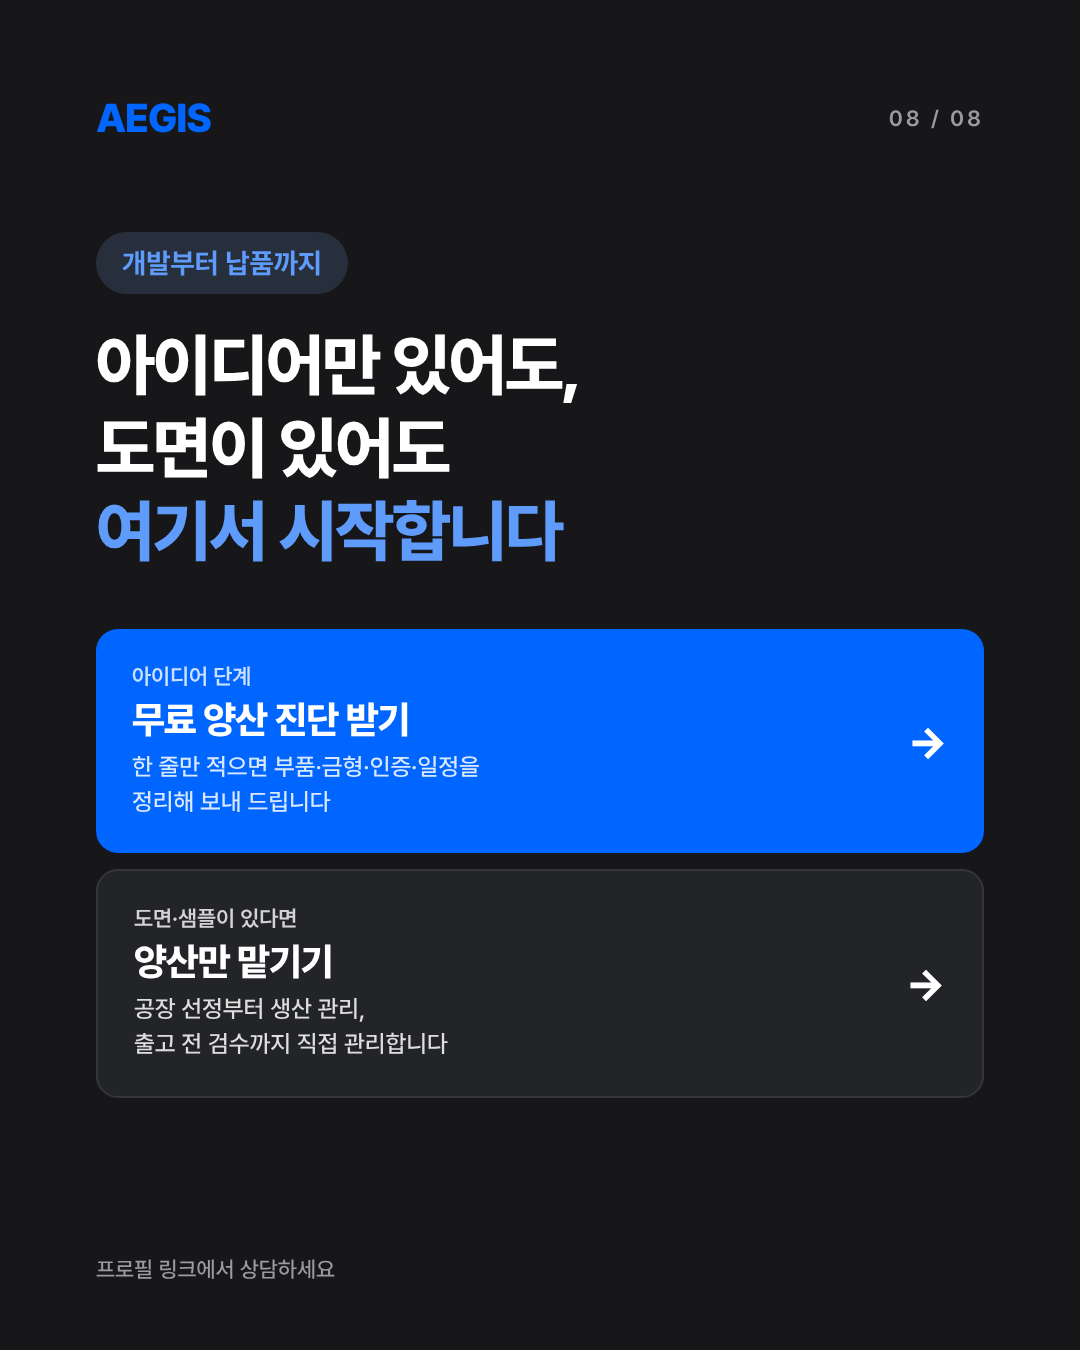 AEGIS
08 / 08
개발부터 납품까지
아이디어만 있어도,
도면이 있어도
여기서 시작합니다
아이디어 단계
무료 양산 진단 받기
한 줄만 적으면 부품·금형·인증·일정을
정리해 보내 드립니다
→
도면·샘플이 있다면
양산만 맡기기
공장 선정부터 생산 관리,
출고 전 검수까지 직접 관리합니다
→
프로필 링크에서 상담하세요